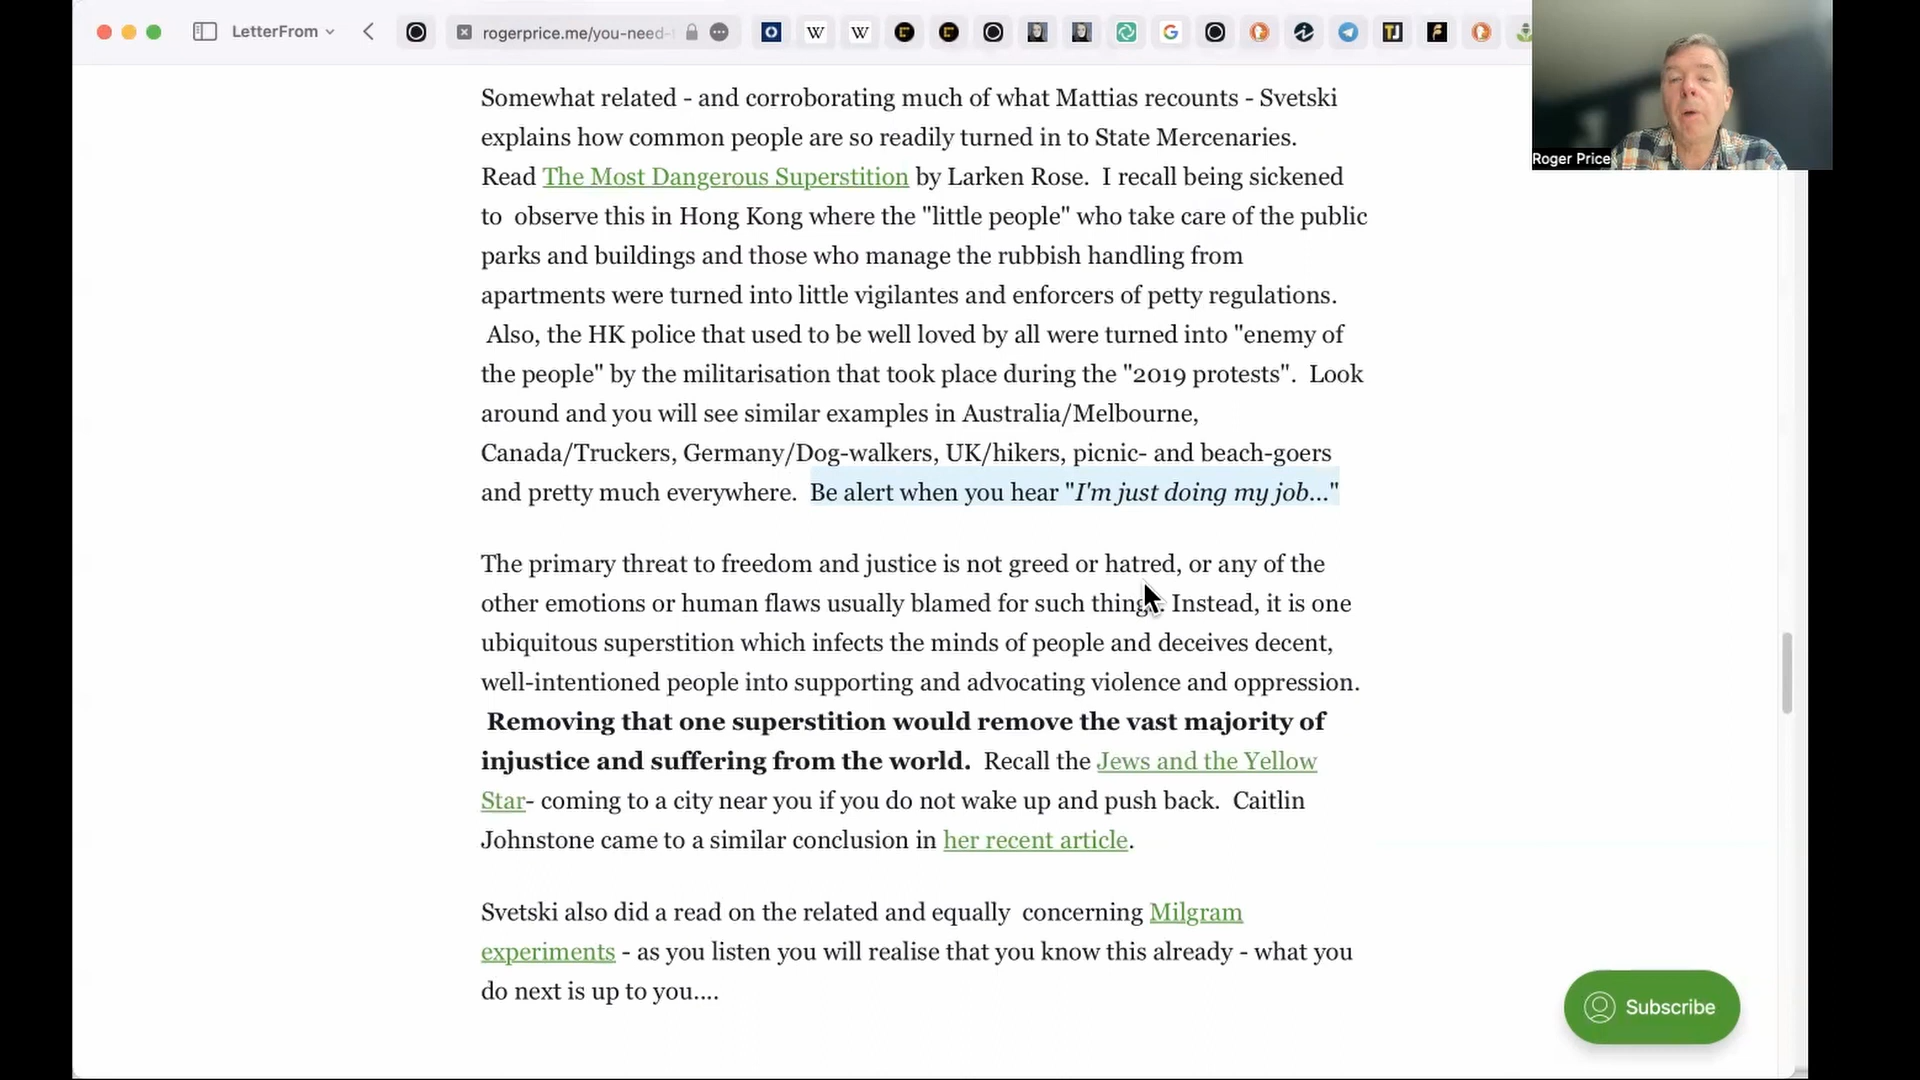 LetterFrom
rogerprice.me/you-need-
Roger Price
Somewhat related - and corroborating much of what Mattias recounts - Svetski
explains how common people are so readily turned in to State Mercenaries.
Read The Most Dangerous Superstition by Larken Rose. I recall being sickened
to observe this in Hong Kong where the "little people" who take care of the public
parks and buildings and those who manage the rubbish handling from
apartments were turned into little vigilantes and enforcers of petty regulations.
Also, the HK police that used to be well loved by all were turned into "enemy of
the people" by the militarisation that took place during the "2019 protests". Look
around and you will see similar examples in Australia/Melbourne,
Canada/Truckers, Germany/Dog-walkers, UK/hikers, picnic- and beach-goers
and pretty much everywhere. Be alert when you hear "I'm just doing my job..."
The primary threat to freedom and justice is not greed or hatred, or any of the
other emotions or human flaws usually blamed for such things. Instead, it is one
ubiquitous superstition which infects the minds of people and deceives decent,
well-intentioned people into supporting and advocating violence and oppression.
Removing that one superstition would remove the vast majority of
injustice and suffering from the world. Recall the Jews and the Yellow
Star- coming to a city near you if you do not wake up and push back. Caitlin
Johnstone came to a similar conclusion in her recent article.
Svetski also did a read on the related and equally concerning Milgram
experiments - as you listen you will realise that you know this already - what you
do next is up to you....
Subscribe